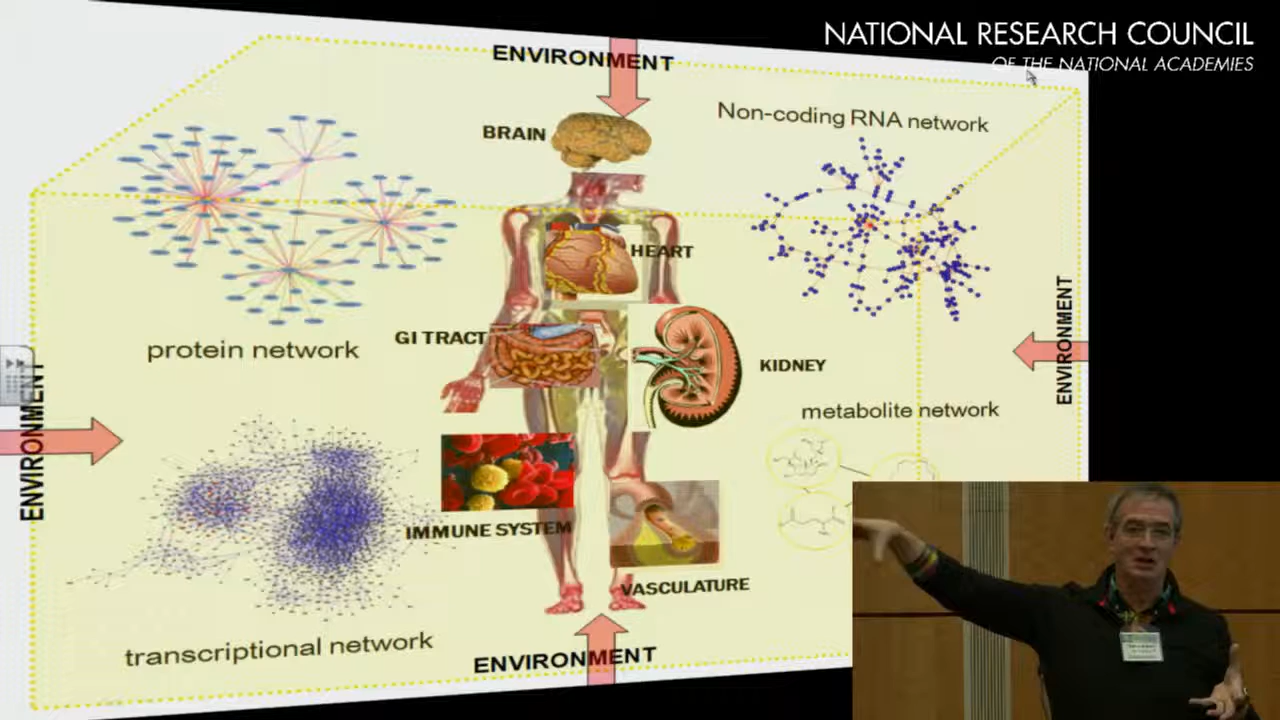 NATIONAL RESEARCH COUNCIL
OF THE NATIONAL ACADEMIES
ENVIRONMENT
Non-coding RNA network
BRAIN
HEART
ENVIRONMENT
GI TRACT
protein network
KIDNEY
ENVIRONMENT
metabolite network
IMMUNE SYSTEM
VASCULATURE
transcriptional network
ENVIRONMENT